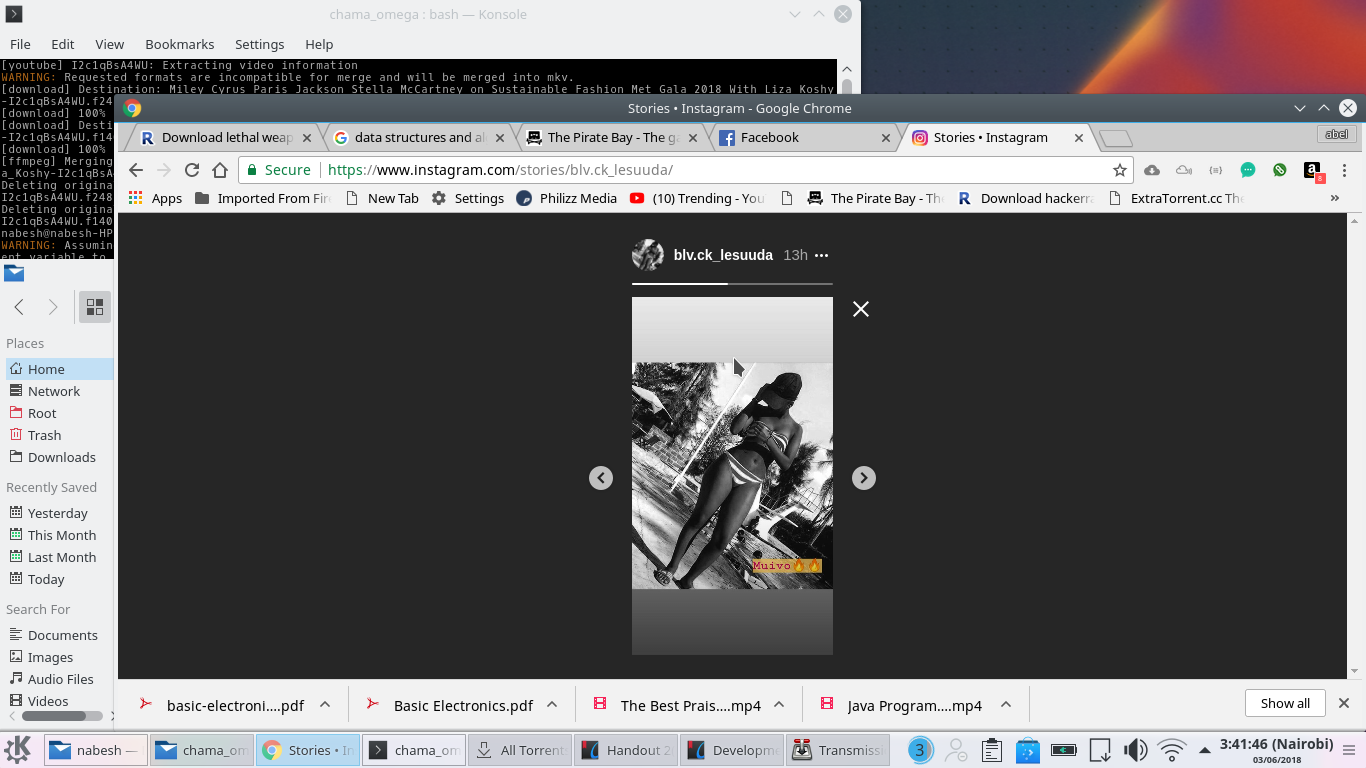 chama_omega : bash — Konsole
File Edit View Bookmarks Settings Help
[youtube] I2c1qBsA4WU: Extracting video information
WARNING: Requested formats are incompatible for merge and will be merged into mkv.
[download] Destination: Miley Cyrus Paris Jackson Stella McCartney on Sustainable Fashion Met Gala 2018 With Liza Koshy
-I2c1qBsA4WU.f24
[download] 100%
[download] Desti
-I2c1qBsA4WU.f14
[download] 100%
[ffmpeg] Merging
a_Koshy-I2c1qBsA
Deleting origina
I2c1qBsA4WU.f248
Deleting origina
I2c1qBsA4WU.f140
nabesh@nabesh-HP
WARNING: Assumin
ent variable to
Stories • Instagram - Google Chrome
Download lethal weap
data structures and al
The Pirate Bay - The ga
Facebook
Stories • Instagram
abel
Secure https://www.instagram.com/stories/blv.ck_lesuuda/
8
Apps
Imported From Fir
New Tab
Settings
Philizz Media
(10) Trending - You
The Pirate Bay - T
Download hackerra
ExtraTorrent.cc The
»
blv.ck_lesuuda 13h
Muivo🔥🔥
Places
Home
Network
Root
Trash
Downloads
Recently Saved
Yesterday
This Month
Last Month
Today
Search For
Documents
Images
Audio Files
Videos
basic-electroni....pdf
Basic Electronics.pdf
The Best Prais....mp4
Java Program....mp4
Show all
nabesh —
chama_om
Stories • In
chama_om
All Torrent
Handout 2
Developm
Transmiss
3
3:41:46 (Nairobi)
03/06/2018